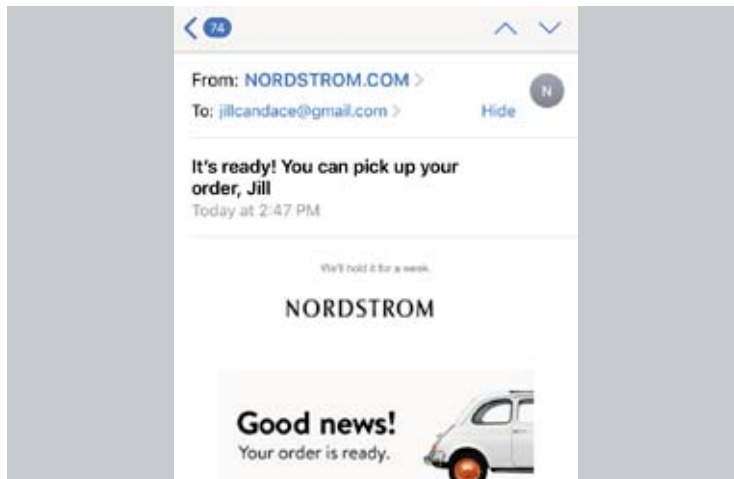 74
From: NORDSTROM.COM >
N
To: jillcandace@gmail.com >
Hide
It's ready! You can pick up your
order, Jill
Today at 2:47 PM
We'll hold it for a week.
NORDSTROM
Good news!
Your order is ready.